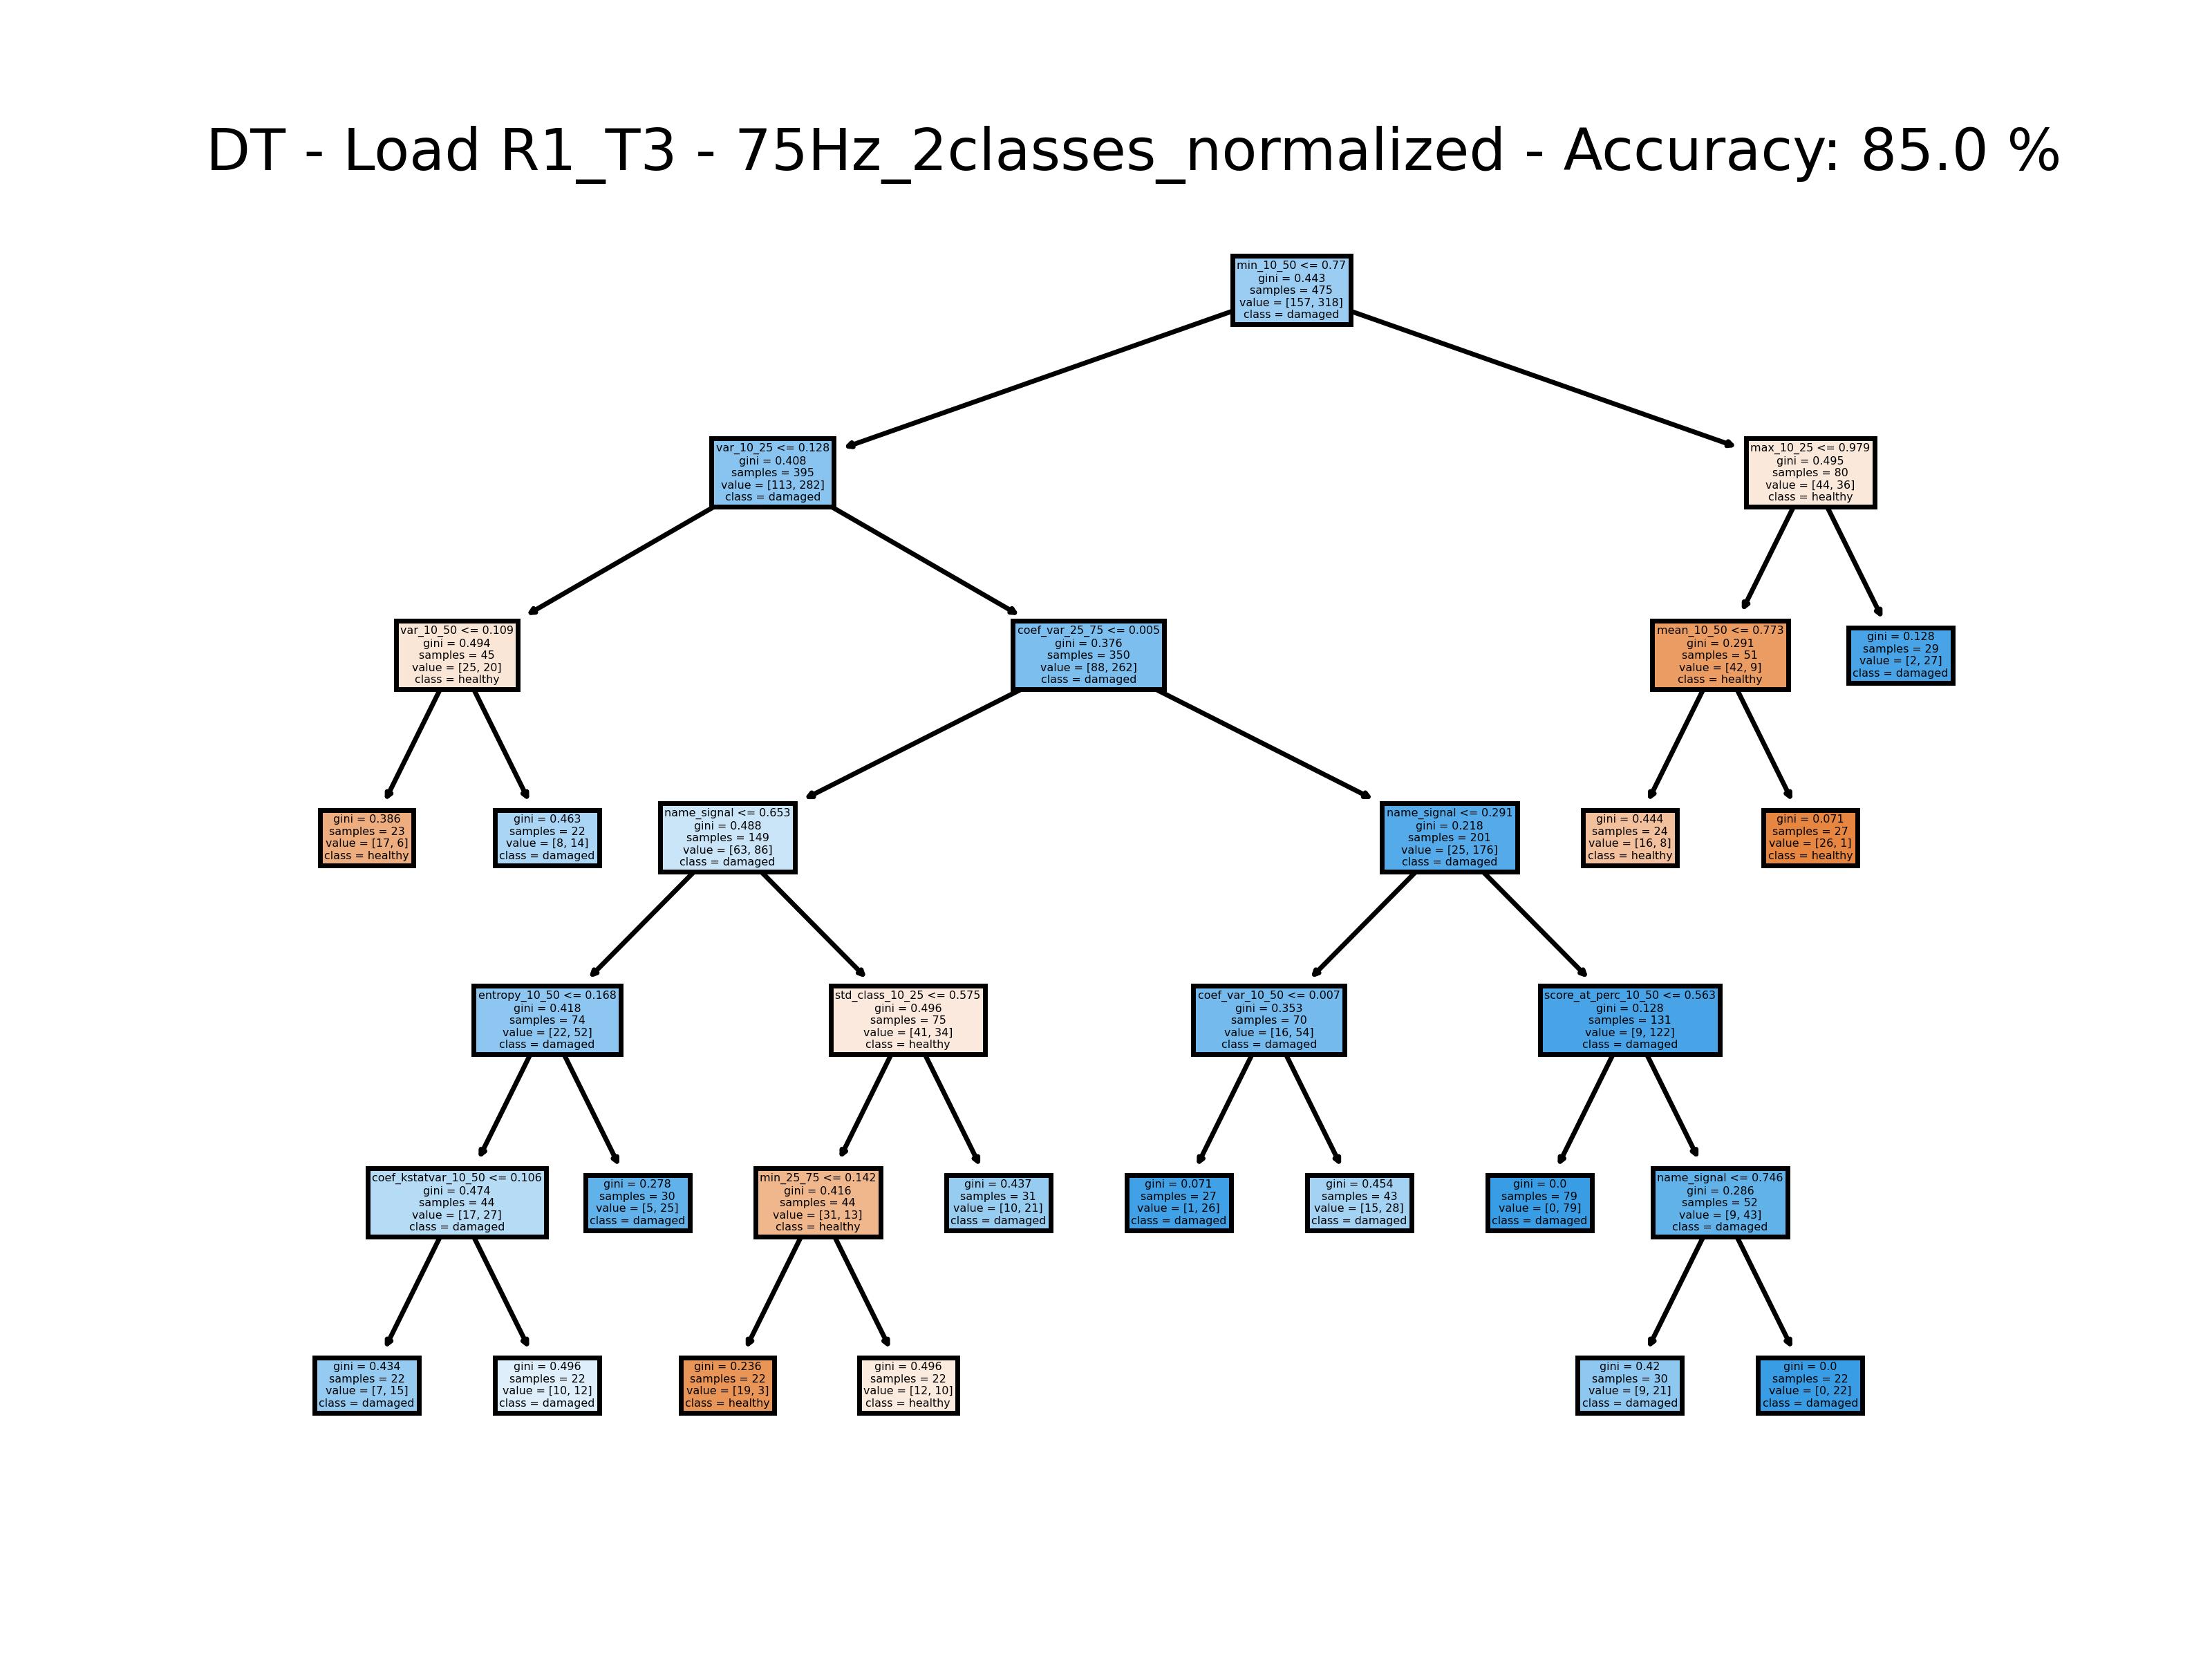 DT - Load R1_T3 - 75Hz_2classes_normalized - Accuracy: 85.0 %
min_10_50 <= 0.77
gini = 0.443
samples = 475
value = [157, 318]
class = damaged
var_10_25 <= 0.128
gini = 0.408
samples = 395
value = [113, 282]
class = damaged
max_10_25 <= 0.979
gini = 0.495
samples = 80
value = [44, 36]
class = healthy
var_10_50 <= 0.109
gini = 0.494
samples = 45
value = [25, 20]
class = healthy
coef_var_25_75 <= 0.005
gini = 0.376
samples = 350
value = [88, 262]
class = damaged
mean_10_50 <= 0.773
gini = 0.291
samples = 51
value = [42, 9]
class = healthy
gini = 0.128
samples = 29
value = [2, 27]
class = damaged
gini = 0.386
samples = 23
value = [17, 6]
class = healthy
gini = 0.463
samples = 22
value = [8, 14]
class = damaged
name_signal <= 0.653
gini = 0.488
samples = 149
value = [63, 86]
class = damaged
name_signal <= 0.291
gini = 0.218
samples = 201
value = [25, 176]
class = damaged
gini = 0.444
samples = 24
value = [16, 8]
class = healthy
gini = 0.071
samples = 27
value = [26, 1]
class = healthy
entropy_10_50 <= 0.168
gini = 0.418
samples = 74
value = [22, 52]
class = damaged
std_class_10_25 <= 0.575
gini = 0.496
samples = 75
value = [41, 34]
class = healthy
coef_var_10_50 <= 0.007
gini = 0.353
samples = 70
value = [16, 54]
class = damaged
score_at_perc_10_50 <= 0.563
gini = 0.128
samples = 131
value = [9, 122]
class = damaged
coef_kstatvar_10_50 <= 0.106
gini = 0.474
samples = 44
value = [17, 27]
class = damaged
gini = 0.278
samples = 30
value = [5, 25]
class = damaged
min_25_75 <= 0.142
gini = 0.416
samples = 44
value = [31, 13]
class = healthy
gini = 0.437
samples = 31
value = [10, 21]
class = damaged
gini = 0.071
samples = 27
value = [1, 26]
class = damaged
gini = 0.454
samples = 43
value = [15, 28]
class = damaged
gini = 0.0
samples = 79
value = [0, 79]
class = damaged
name_signal <= 0.746
gini = 0.286
samples = 52
value = [9, 43]
class = damaged
gini = 0.434
samples = 22
value = [7, 15]
class = damaged
gini = 0.496
samples = 22
value = [10, 12]
class = damaged
gini = 0.236
samples = 22
value = [19, 3]
class = healthy
gini = 0.496
samples = 22
value = [12, 10]
class = healthy
gini = 0.42
samples = 30
value = [9, 21]
class = damaged
gini = 0.0
samples = 22
value = [0, 22]
class = damaged